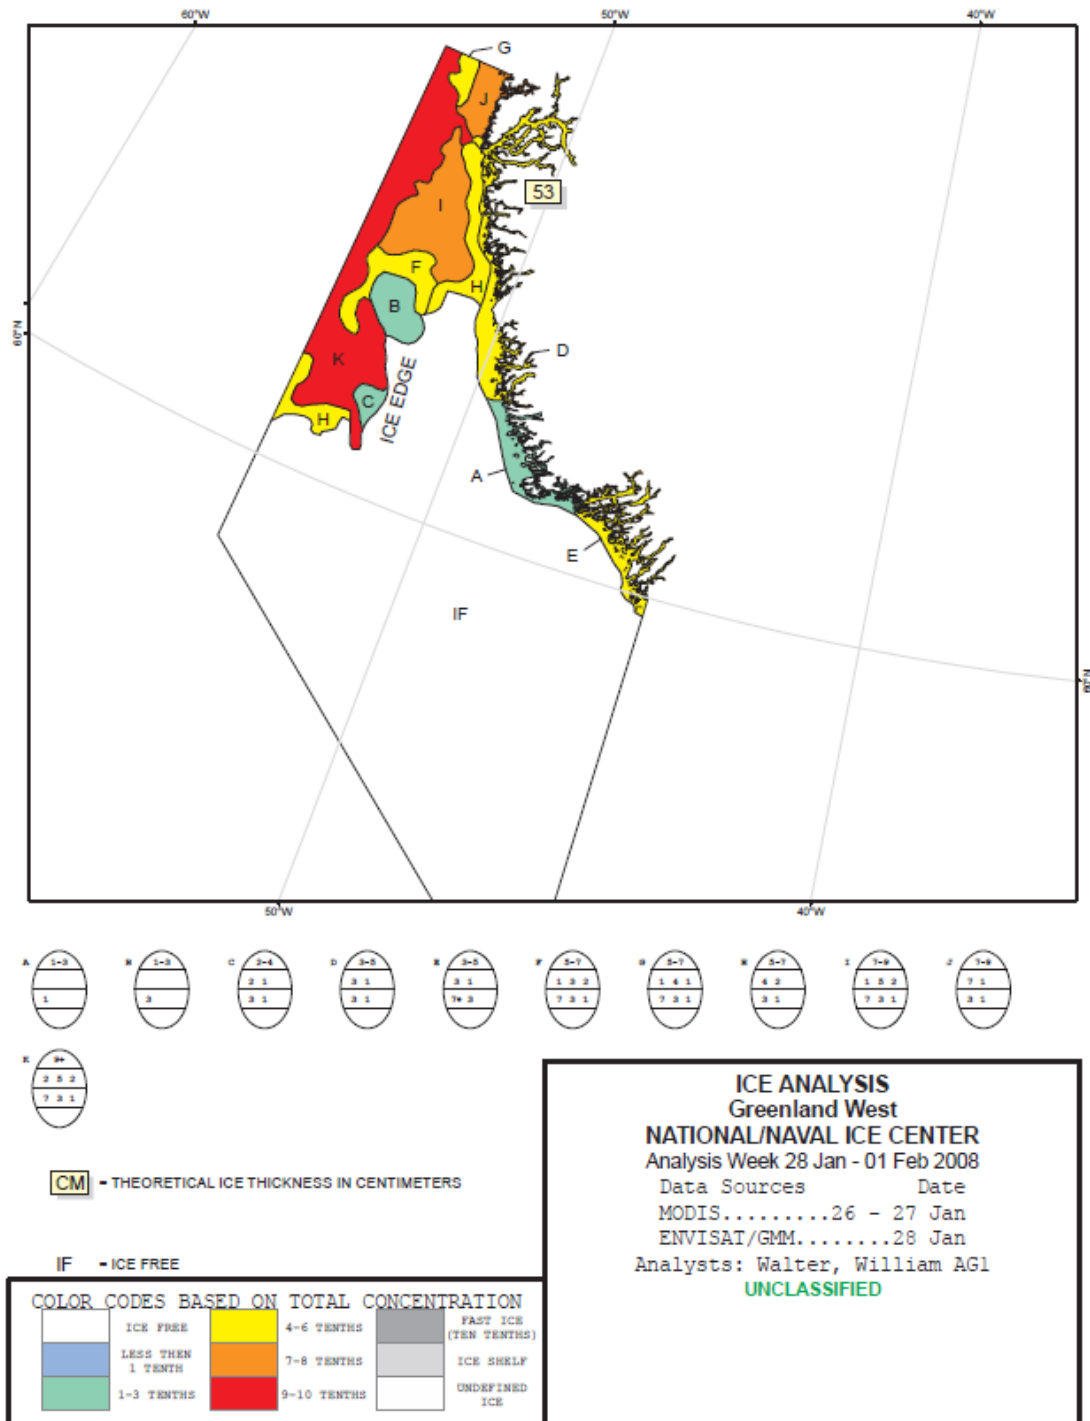 60°W
50°W
40°W
G
J
53
I
F
H
B
60°N
D
K
C
ICE EDGE
H
A
E
IF
60°N
50°W
40°W
A 1-3
1
B 1-3
3
C 2-4
2 1
3 1
D 3-5
3 1
3 1
E 3-5
3 1
7• 3
F 5-7
1 3 2
7 3 1
G 5-7
1 4 1
7 3 1
H 5-7
4 2
3 1
I 7-9
1 5 2
7 3 1
J 7-9
7 1
3 1
K 9+
2 5 2
7 3 1
CM - THEORETICAL ICE THICKNESS IN CENTIMETERS
IF - ICE FREE
COLOR CODES BASED ON TOTAL CONCENTRATION
ICE FREE
LESS THEN
1 TENTH
1-3 TENTHS
4-6 TENTHS
7-8 TENTHS
9-10 TENTHS
FAST ICE
(TEN TENTHS)
ICE SHELF
UNDEFINED
ICE
ICE ANALYSIS
Greenland West
NATIONAL/NAVAL ICE CENTER
Analysis Week 28 Jan - 01 Feb 2008
Data Sources Date
MODIS.........26 - 27 Jan
ENVISAT/GMM........28 Jan
Analysts: Walter, William AG1
UNCLASSIFIED